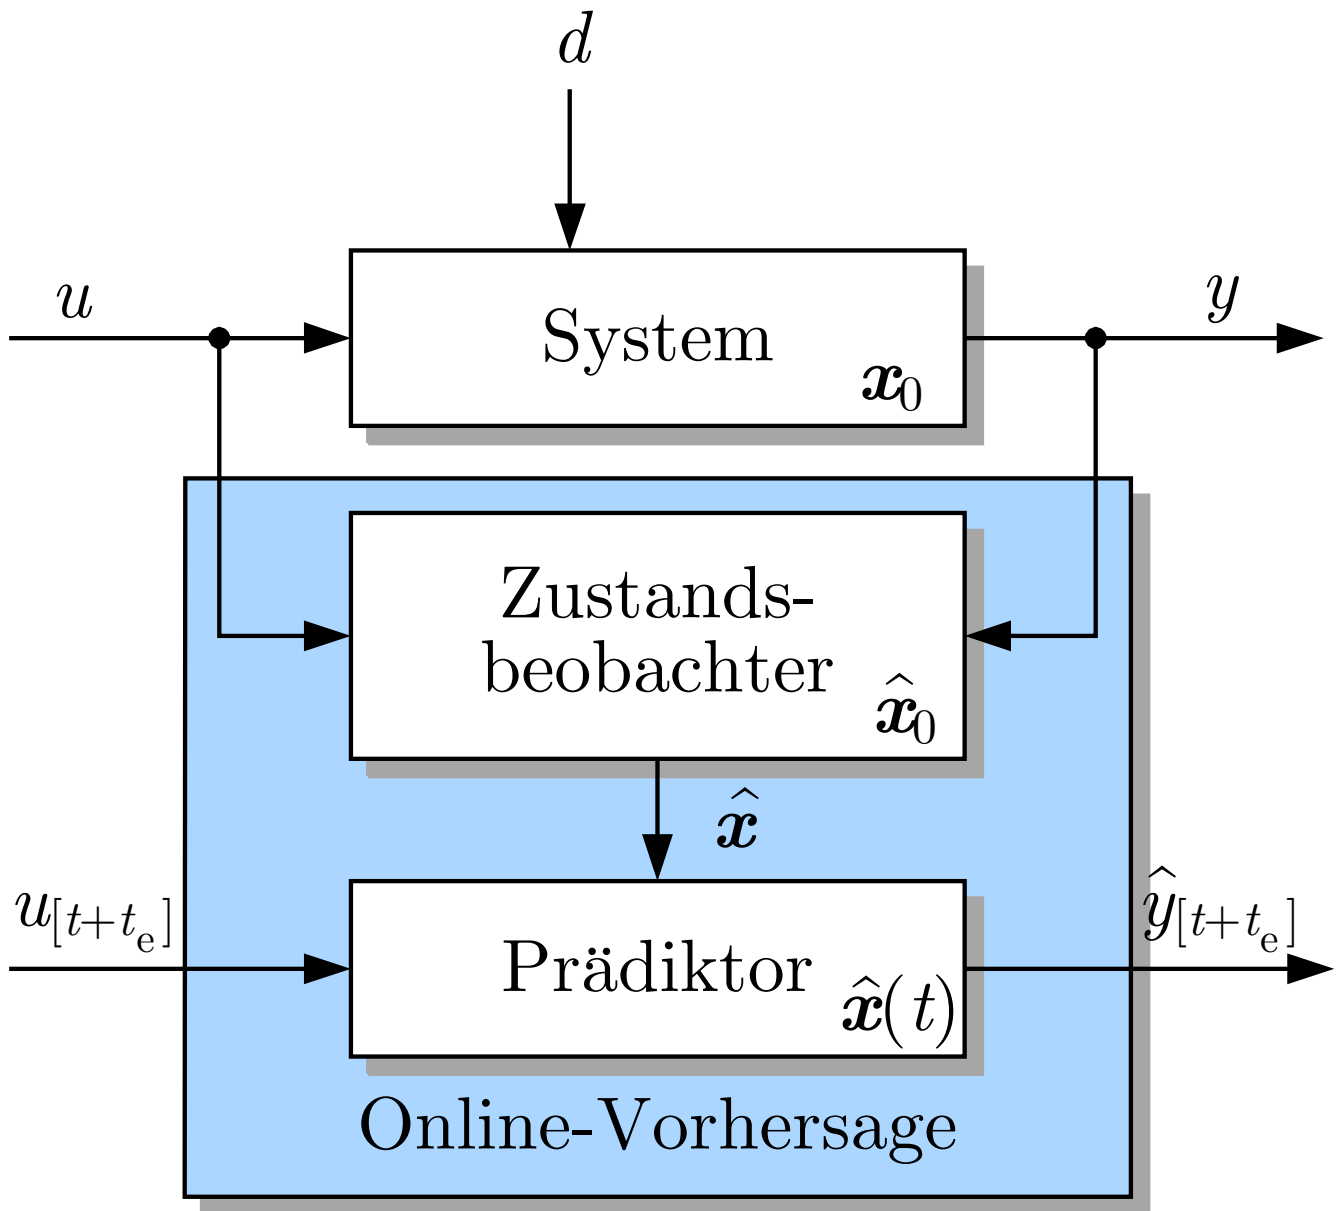 d
u
y
System
x₀
Zustands-
beobachter
x̂₀
x̂
u[t+tₑ]
ŷ[t+tₑ]
Prädiktor
x̂(t)
Online-Vorhersage